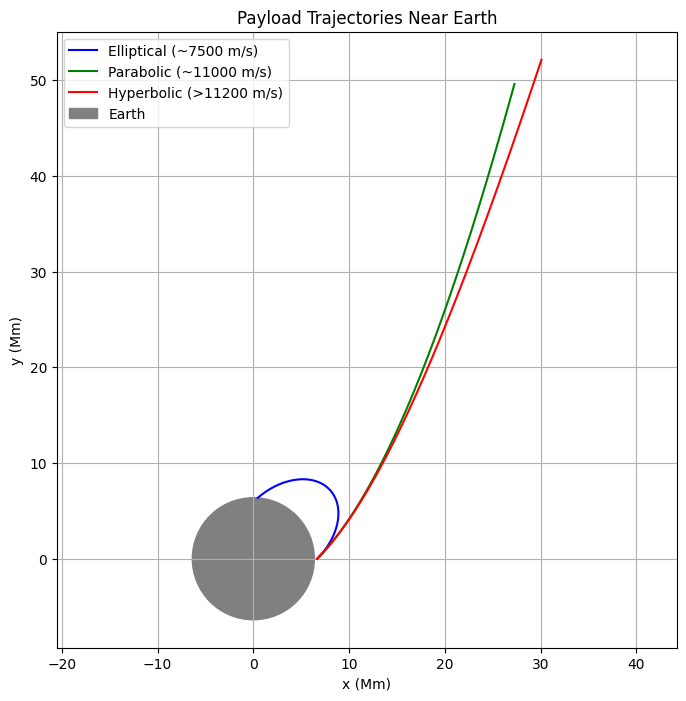 Payload Trajectories Near Earth
Elliptical (~7500 m/s)
Parabolic (~11000 m/s)
Hyperbolic (>11200 m/s)
Earth
y (Mm)
50
40
30
20
10
0
−20 −10 0 10 20 30 40
x (Mm)